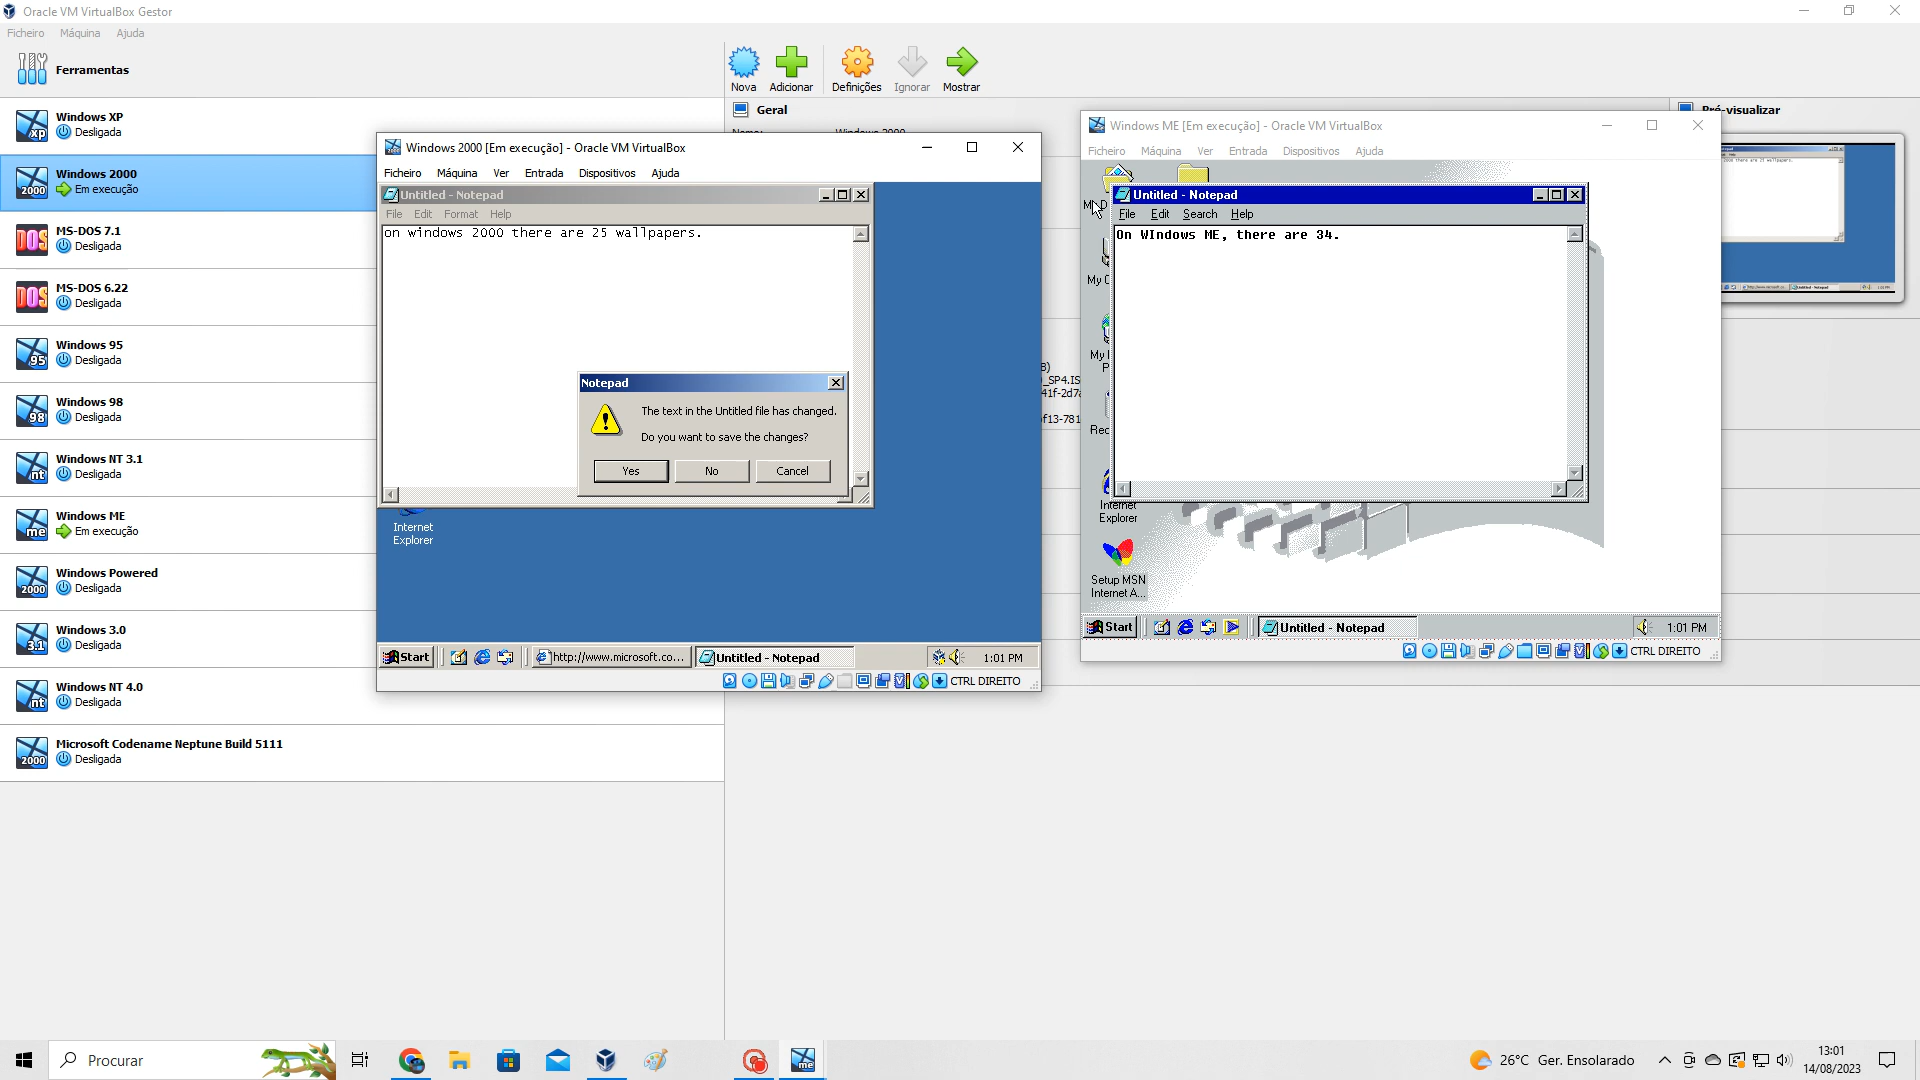 Oracle VM VirtualBox Gestor
Ficheiro Máquina Ajuda
Ferramentas
Nova Adicionar Definições Ignorar Mostrar
Windows XP
Desligada
Windows 2000
Em execução
MS-DOS 7.1
Desligada
MS-DOS 6.22
Desligada
Windows 95
Desligada
Windows 98
Desligada
Windows NT 3.1
Desligada
Windows ME
Em execução
Windows Powered
Desligada
Windows 3.0
Desligada
Windows NT 4.0
Desligada
Microsoft Codename Neptune Build 5111
Desligada
Geral
Pré-visualizar
Windows 2000 [Em execução] - Oracle VM VirtualBox
Ficheiro Máquina Ver Entrada Dispositivos Ajuda
Untitled - Notepad
File Edit Format Help
on windows 2000 there are 25 wallpapers.
Notepad
The text in the Untitled file has changed.
Do you want to save the changes?
Yes No Cancel
Internet
Explorer
Start http://www.microsoft.co... Untitled - Notepad 1:01 PM
CTRL DIREITO
_SP4.IS
41f-2d7
f13-781
Windows ME [Em execução] - Oracle VM VirtualBox
Ficheiro Máquina Ver Entrada Dispositivos Ajuda
Untitled - Notepad
File Edit Search Help
On WIndows ME, there are 34.
My
My
Rec
Internet
Explorer
Setup MSN
Internet A...
Start Untitled - Notepad 1:01 PM
CTRL DIREITO
Procurar
26°C Ger. Ensolarado
13:01
14/08/2023